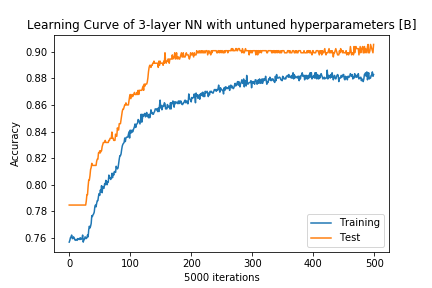 Learning Curve of 3-layer NN with untuned hyperparameters [B]
0.90
0.88
0.86
0.84
0.82
0.80
0.78
0.76
Accuracy
Training
Test
0 100 200 300 400 500
5000 iterations